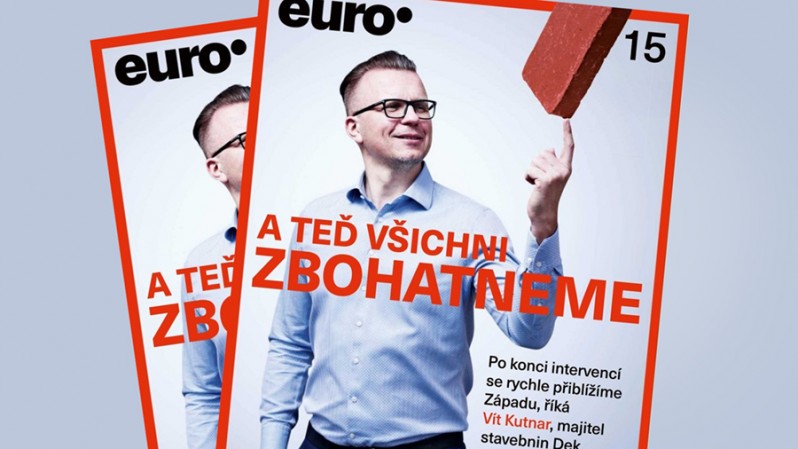 euro
A TEĎ
ZBO
euro
15
A TEĎ VŠICHNI
ZBOHATNEME
Po konci intervencí
se rychle přiblížíme
Západu, říká
Vít Kutnar, majitel
stavebnin Dek